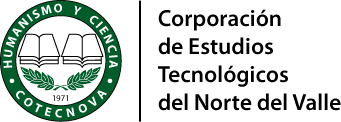 HUMANISMO Y CIENCIA
1971
COTECNOVA
Corporación
de Estudios
Tecnológicos
del Norte del Valle